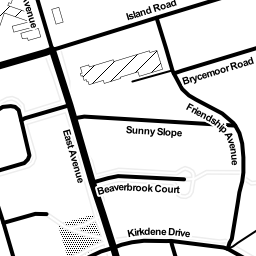 Avenue
Island Road
Brycemoor Road
Friendship Avenue
Sunny Slope
East Avenue
Beaverbrook Court
Kirkdene Drive